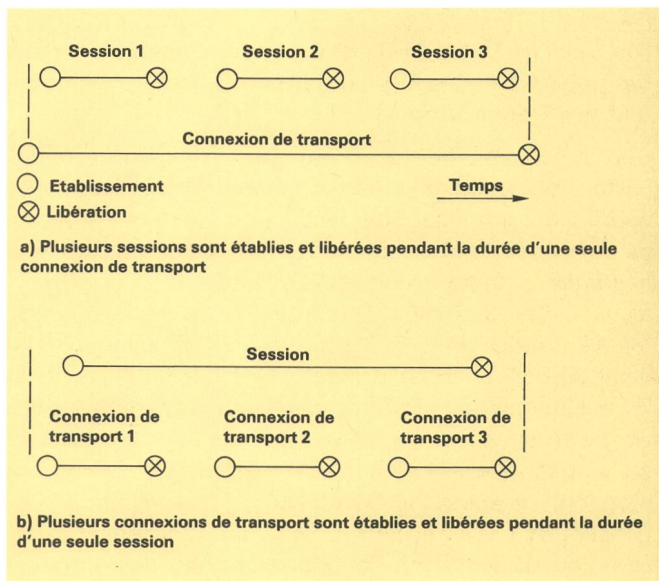 Session 1 Session 2 Session 3
Connexion de transport
Etablissement
Libération
Temps
a) Plusieurs sessions sont établies et libérées pendant la durée d'une seule
connexion de transport
Session
Connexion de transport 1
Connexion de transport 2
Connexion de transport 3
b) Plusieurs connexions de transport sont établies et libérées pendant la durée
d'une seule session